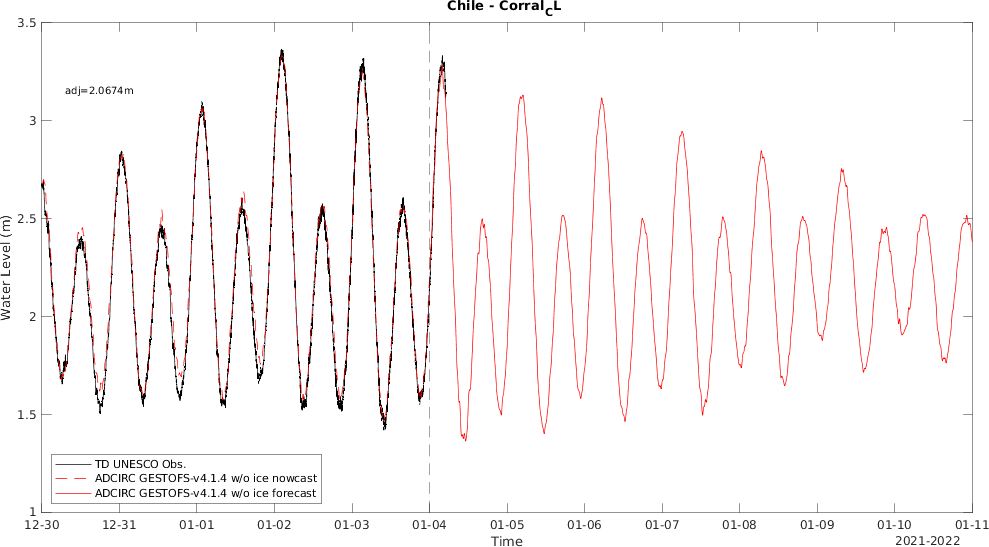 Chile - Corral_CL
3.5
3
2.5
2
1.5
1
Water Level (m)
adj=2.0674m
TD UNESCO Obs.
ADCIRC GESTOFS-v4.1.4 w/o ice nowcast
ADCIRC GESTOFS-v4.1.4 w/o ice forecast
12-30 12-31 01-01 01-02 01-03 01-04 01-05 01-06 01-07 01-08 01-09 01-10 01-11
Time
2021-2022